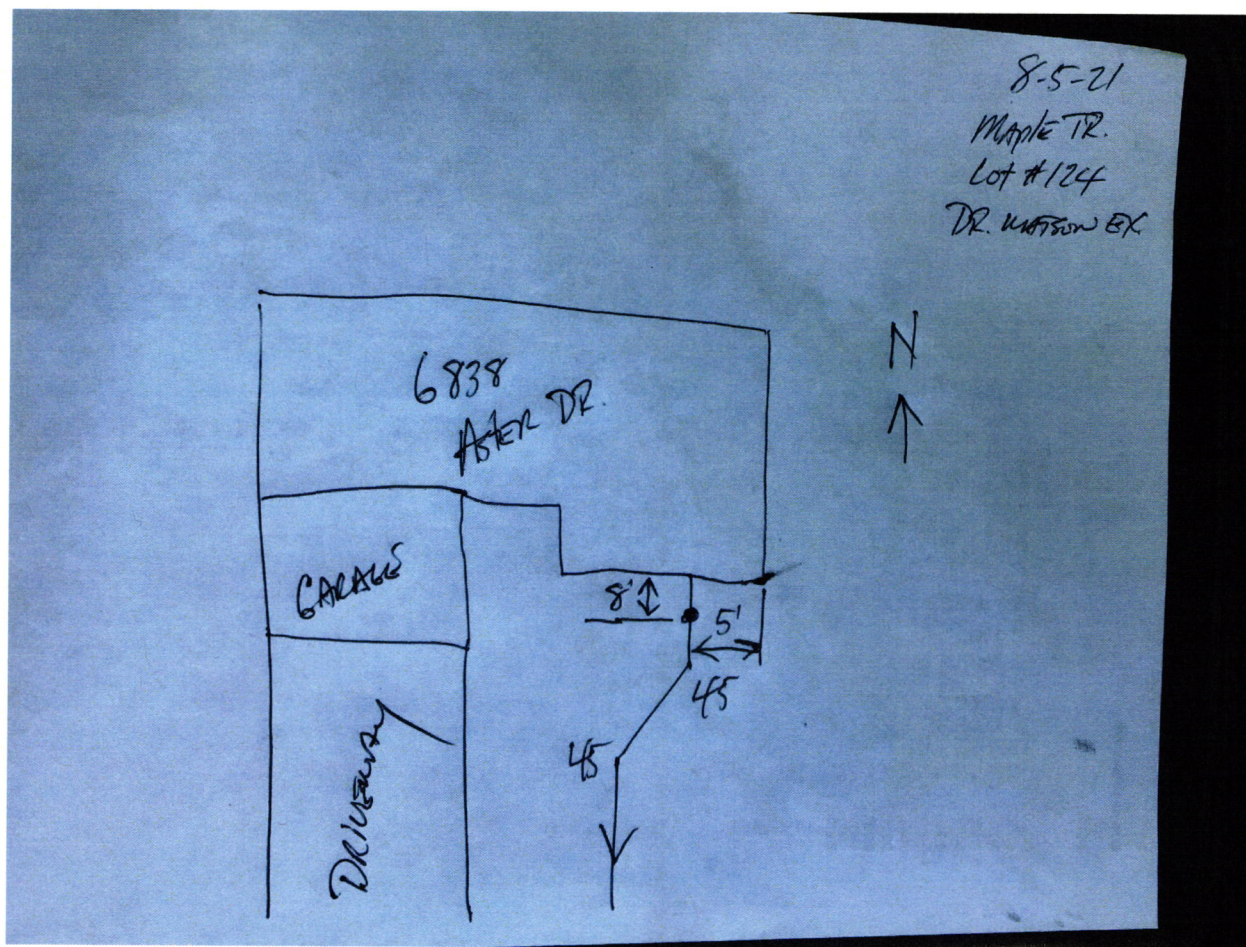 8-5-21
Maple TR.
Lot #124
DR. WATSON EX
N
6838
ASTER DR.
GARAGE
8'
5'
45
45
DRIVEWAY